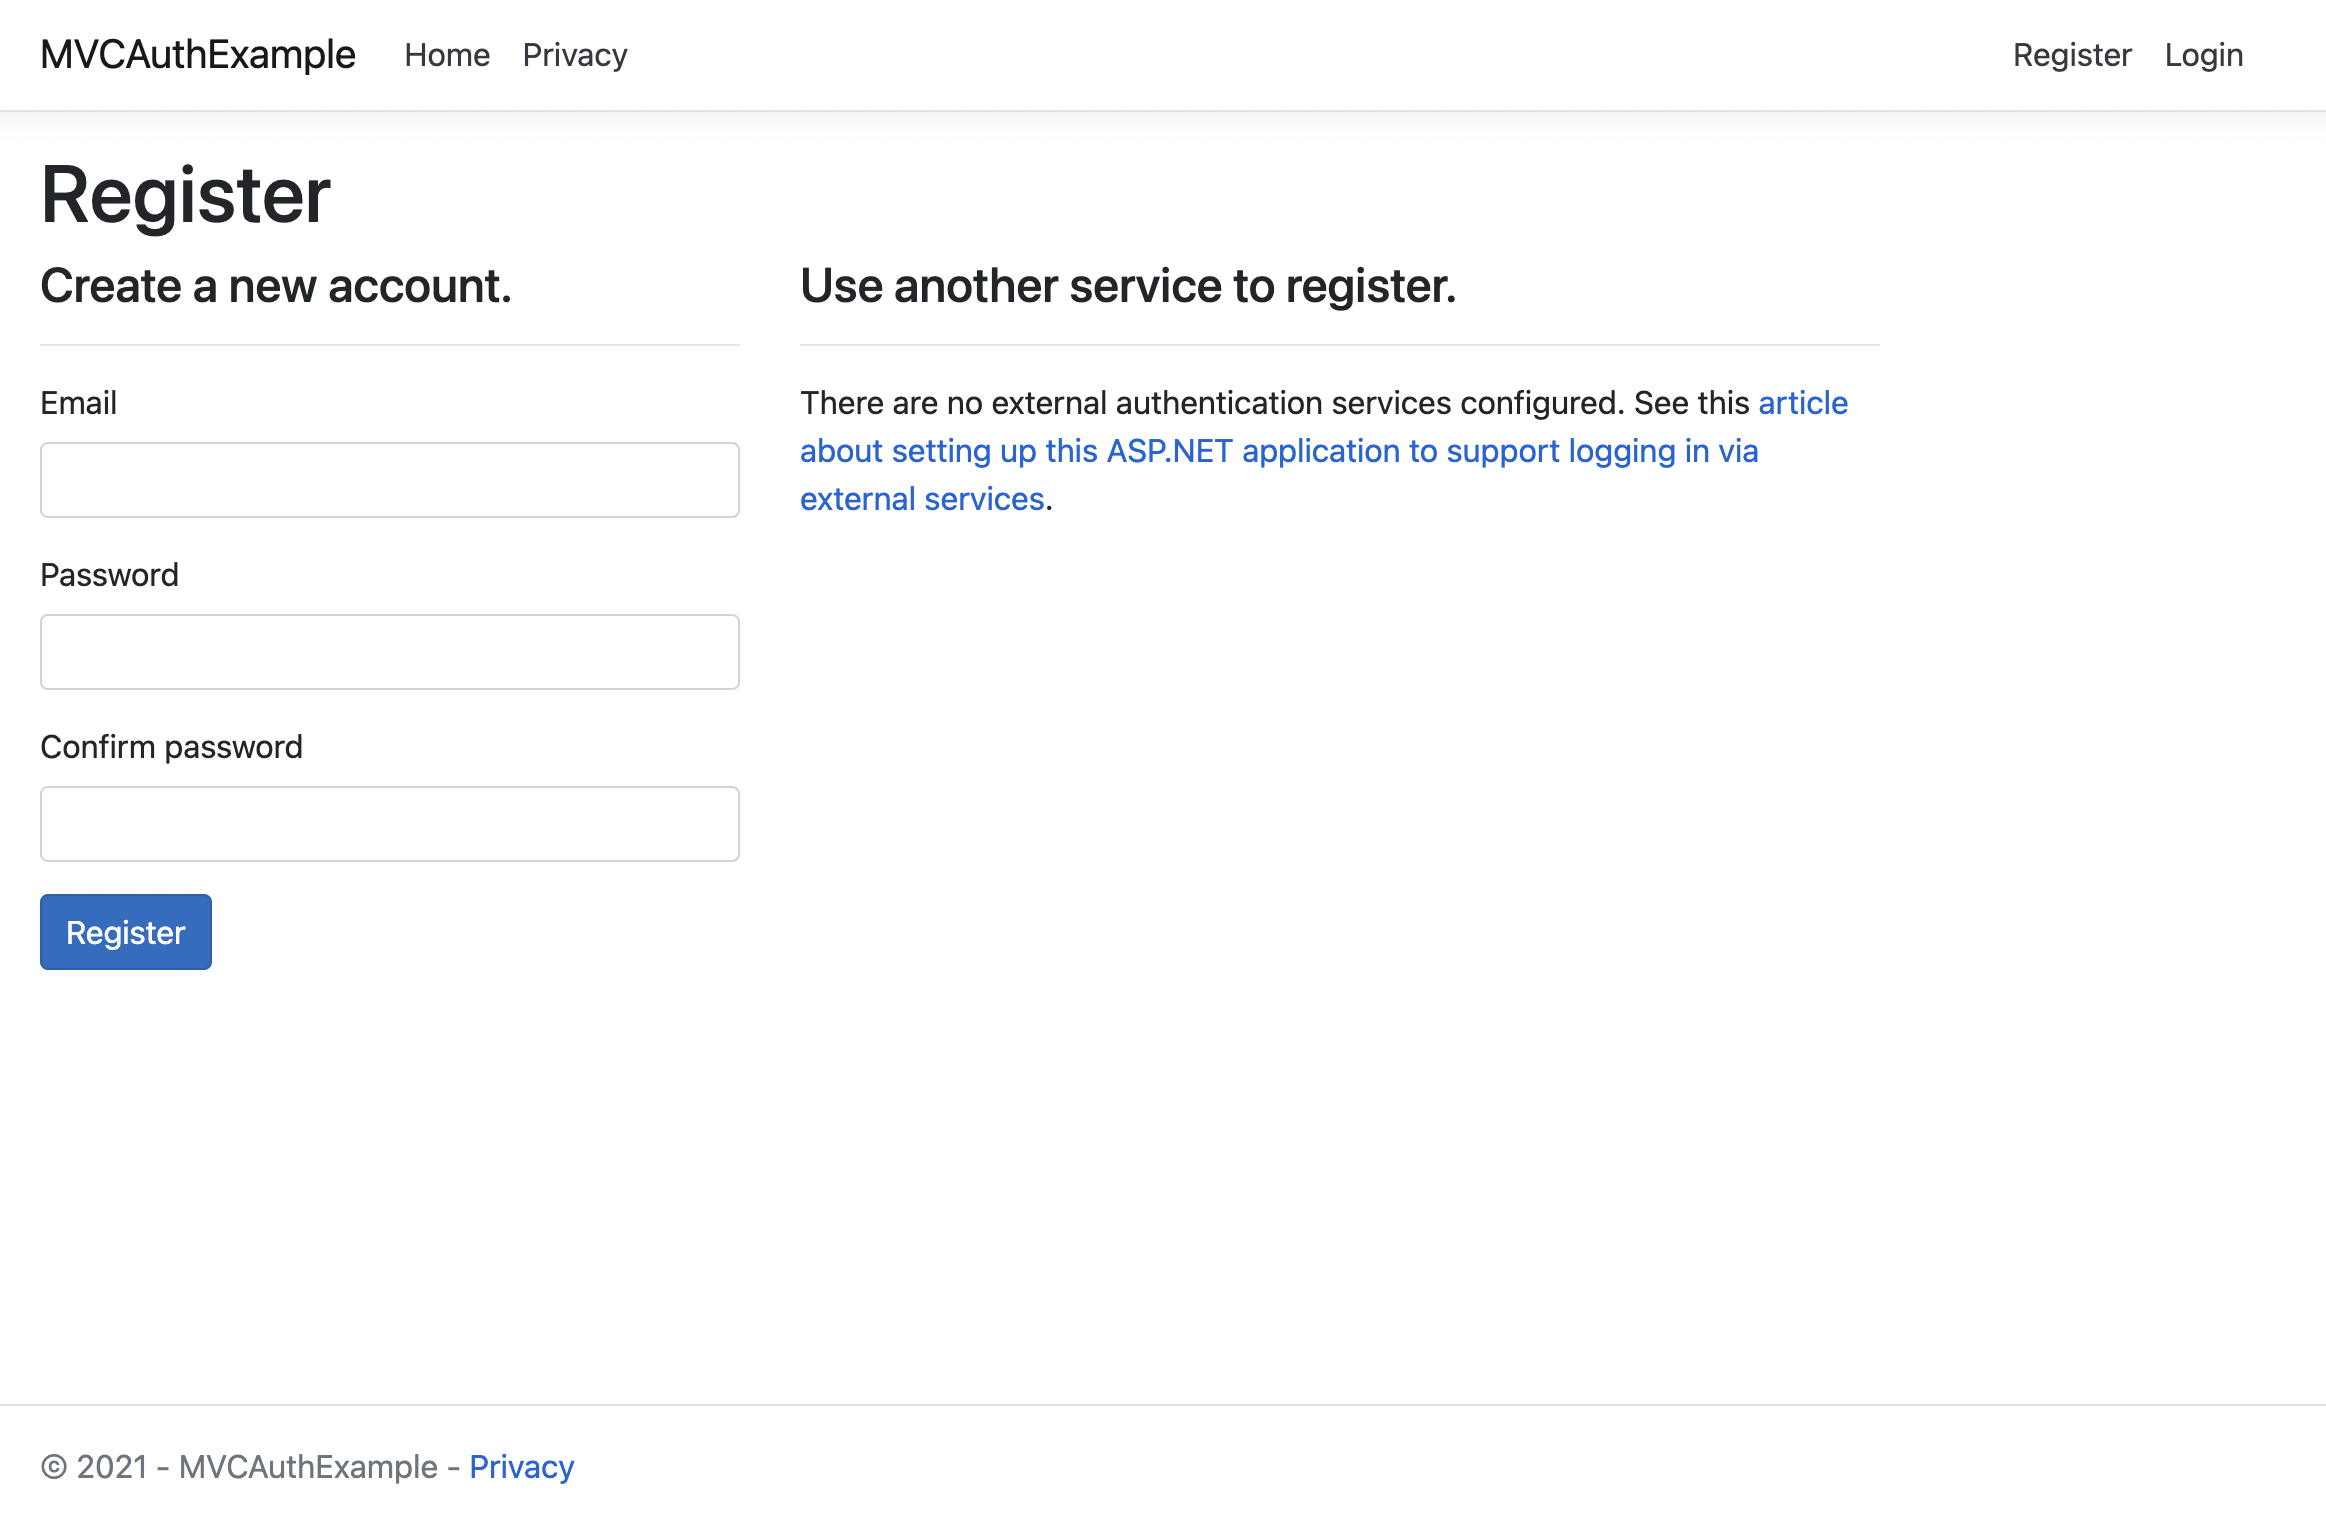 MVCAuthExample Home Privacy Register Login
Register
Create a new account.
Email
Password
Confirm password
Register
Use another service to register.
There are no external authentication services configured. See this article
about setting up this ASP.NET application to support logging in via
external services.
© 2021 - MVCAuthExample - Privacy